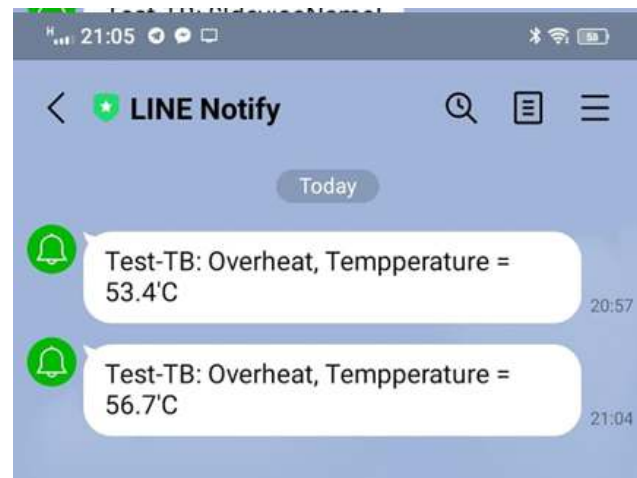 21:05
58
LINE Notify
Today
Test-TB: Overheat, Tempperature =
53.4'C
20:57
Test-TB: Overheat, Tempperature =
56.7'C
21:04